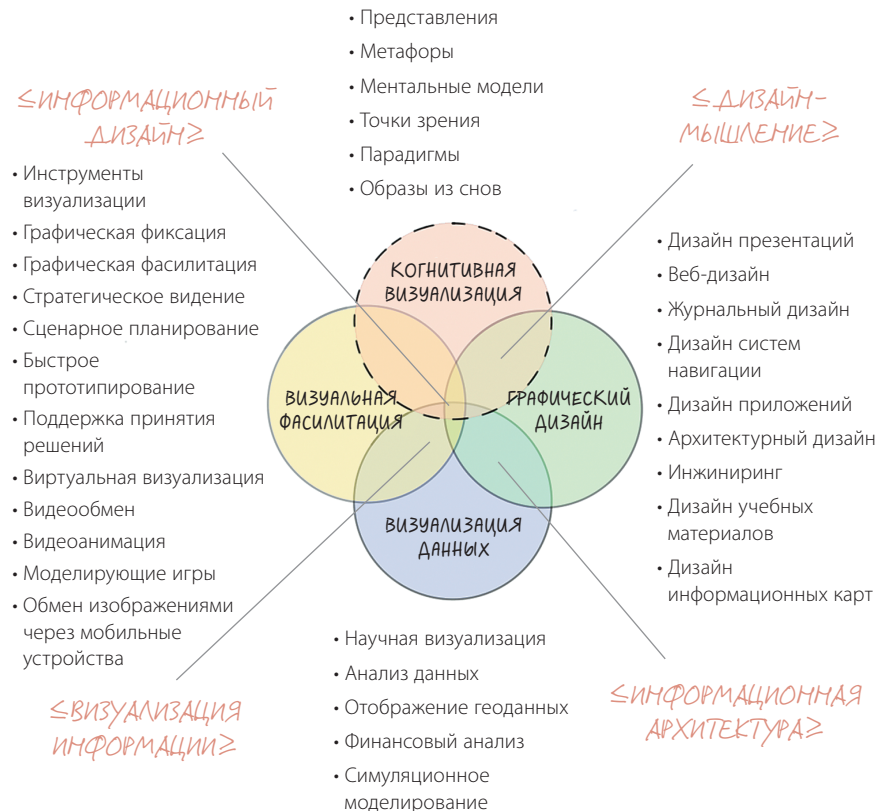 • Представления
• Метафоры
• Ментальные модели
• Точки зрения
• Парадигмы
• Образы из снов
≤ИНФОРМАЦИОННЫЙ
ДИЗАЙН≥
≤ДИЗАЙН-
МЫШЛЕНИЕ≥
• Инструменты
визуализации
• Графическая фиксация
• Графическая фасилитация
• Стратегическое видение
• Сценарное планирование
• Быстрое
прототипирование
• Поддержка принятия
решений
• Виртуальная визуализация
• Видеообмен
• Видеоанимация
• Моделирующие игры
• Обмен изображениями
через мобильные
устройства
КОГНИТИВНАЯ
ВИЗУАЛИЗАЦИЯ
ВИЗУАЛЬНАЯ
ФАСИЛИТАЦИЯ
ГРАФИЧЕСКИЙ
ДИЗАЙН
ВИЗУАЛИЗАЦИЯ
ДАННЫХ
• Дизайн презентаций
• Веб-дизайн
• Журнальный дизайн
• Дизайн систем
навигации
• Дизайн приложений
• Архитектурный дизайн
• Инжиниринг
• Дизайн учебных
материалов
• Дизайн
информационных карт
≤ВИЗУАЛИЗАЦИЯ
ИНФОРМАЦИИ≥
• Научная визуализация
• Анализ данных
• Отображение геоданных
• Финансовый анализ
• Симуляционное
моделирование
≤ИНФОРМАЦИОННАЯ
АРХИТЕКТУРА≥